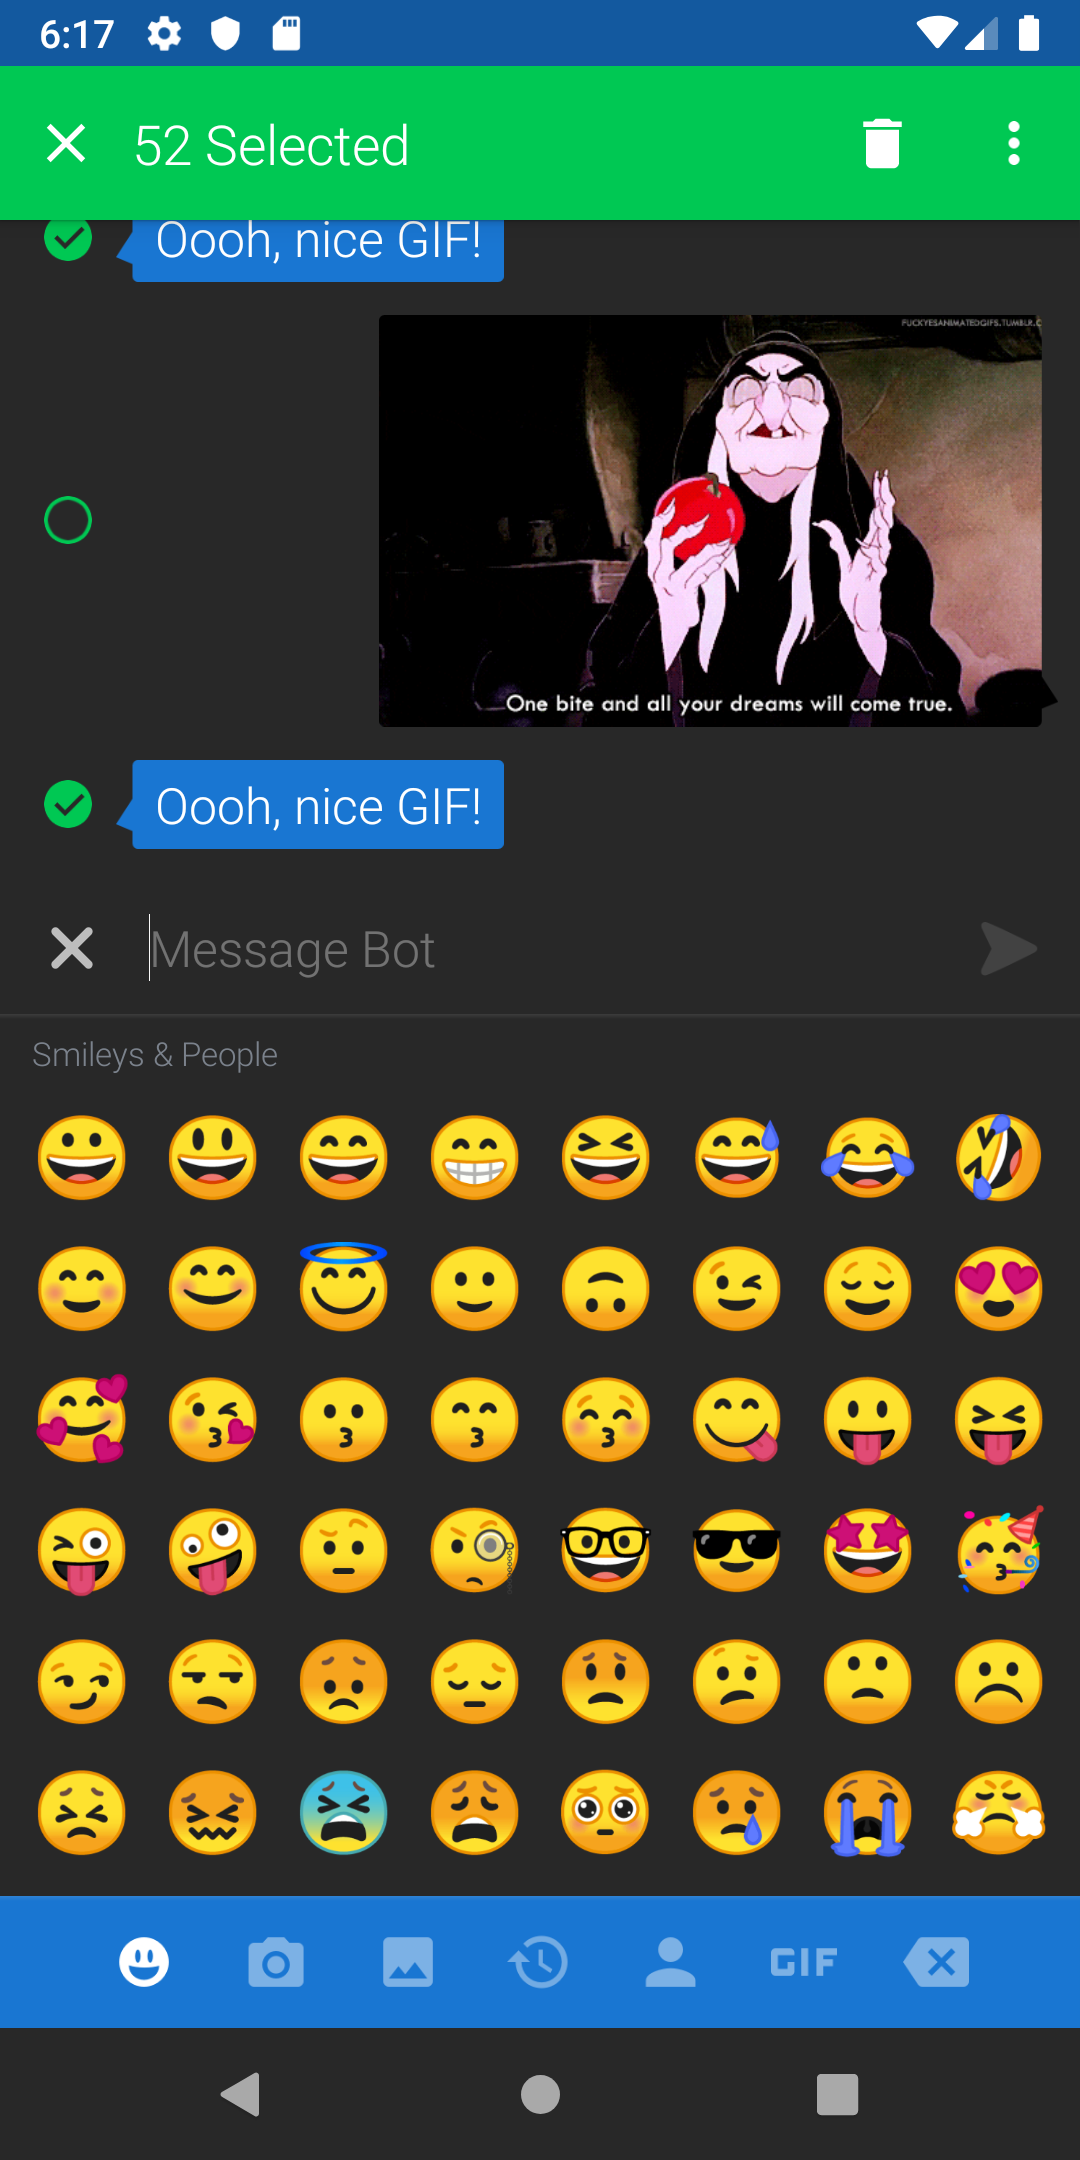 6:17
52 Selected
Oooh, nice GIF!
FUCKYESANIMATEDGIFS.TUMBLR.C
One bite and all your dreams will come true.
Oooh, nice GIF!
Message Bot
Smileys & People
GIF